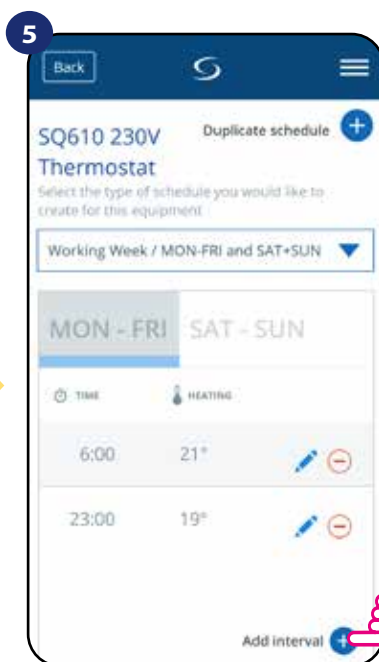 5
Back
SQ610 230V
Thermostat
Duplicate schedule
Select the type of schedule you would like to
create for this equipment
Working Week / MON-FRI and SAT+SUN
MON - FRI SAT - SUN
TIME HEATING
6:00 21°
23:00 19°
Add interval